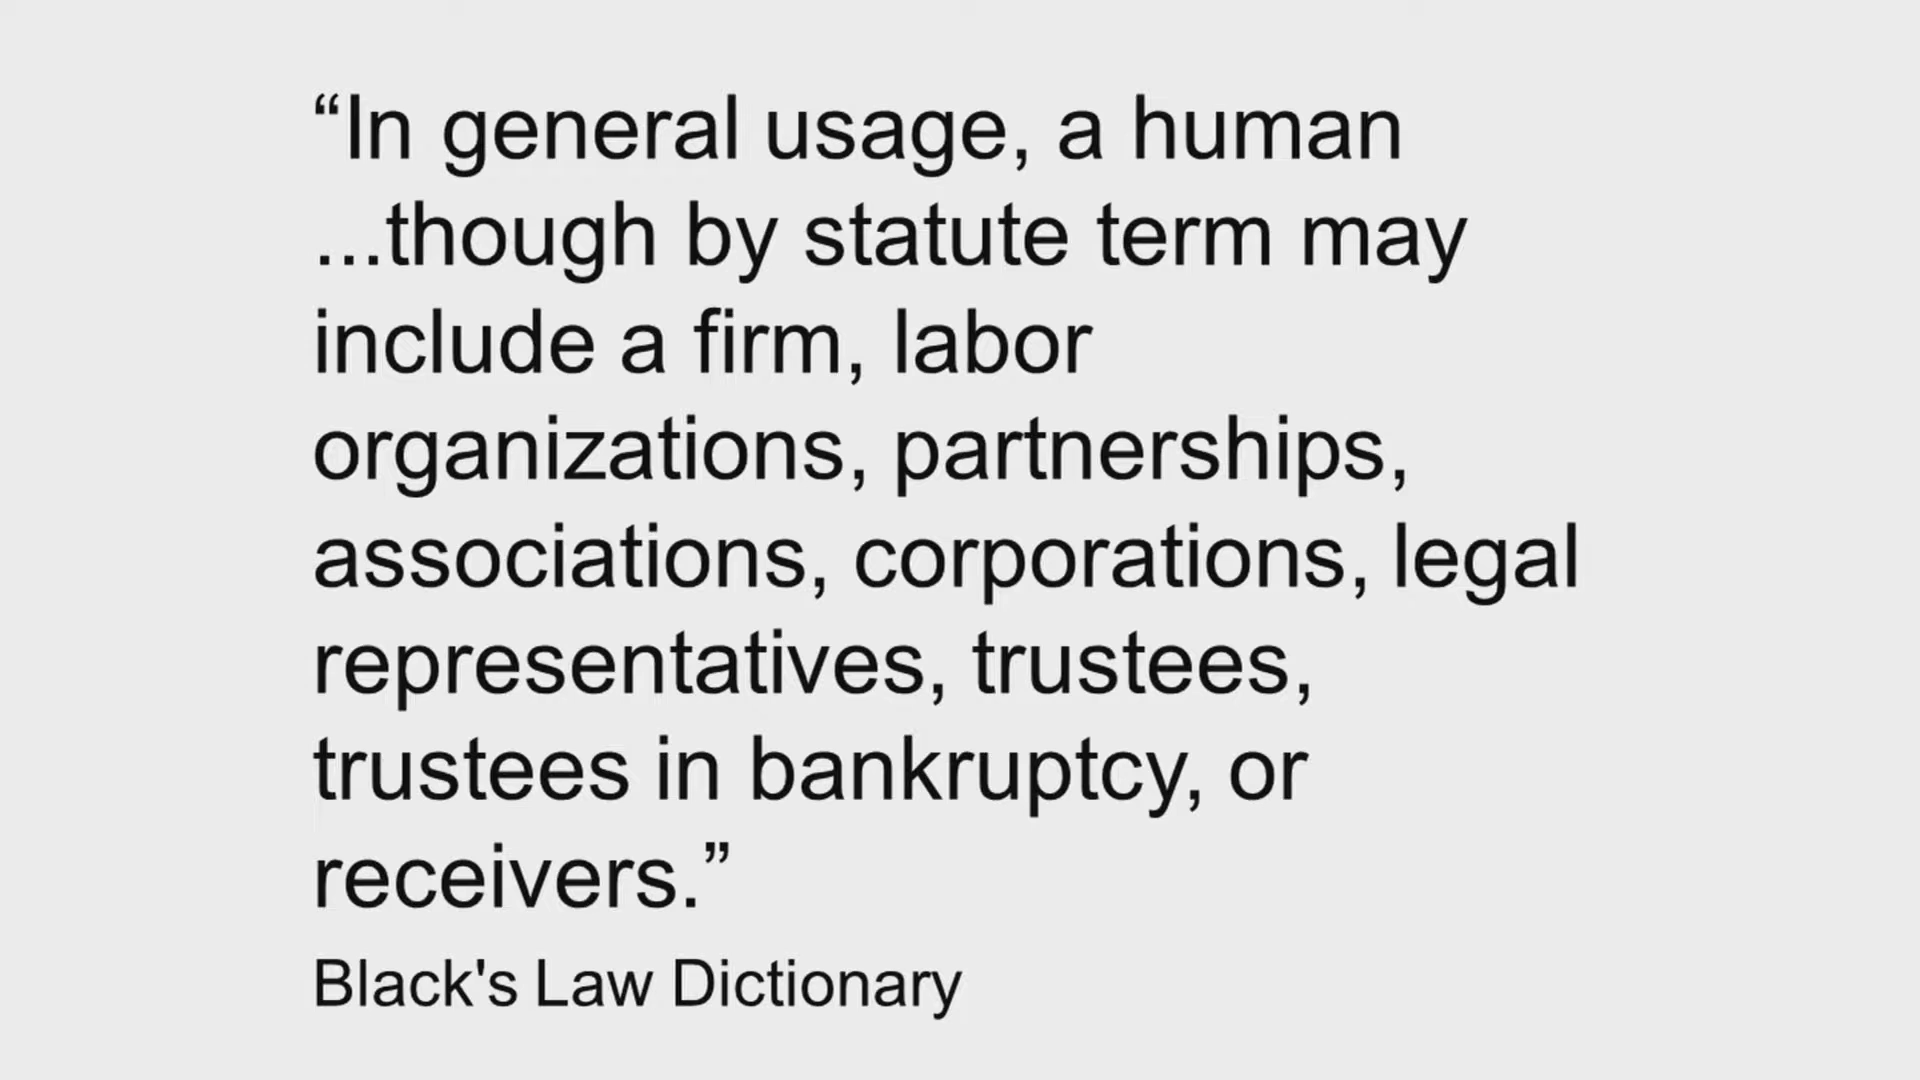 “In general usage, a human
...though by statute term may
include a firm, labor
organizations, partnerships,
associations, corporations, legal
representatives, trustees,
trustees in bankruptcy, or
receivers.”
Black's Law Dictionary